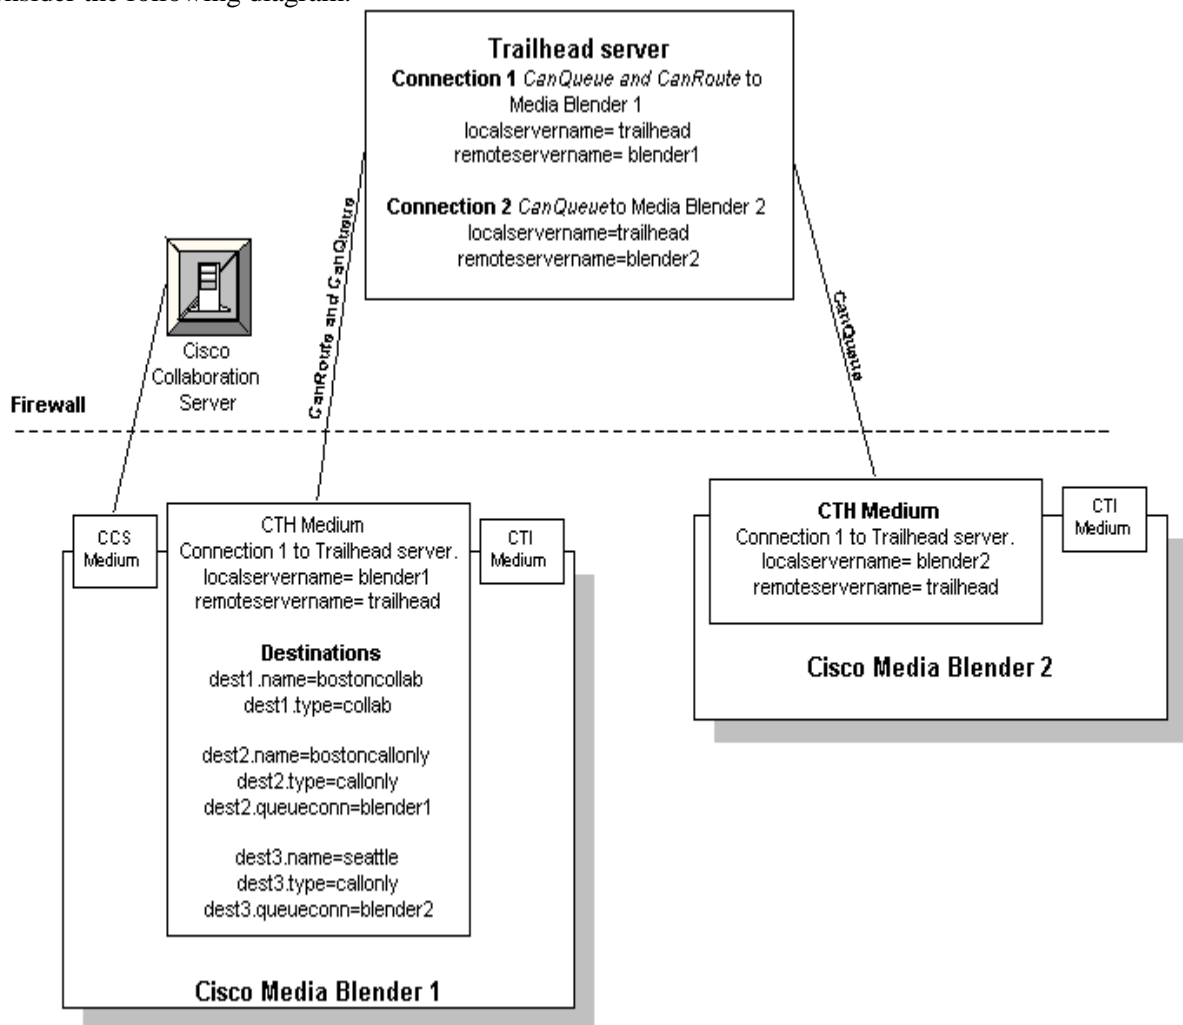 nsider the following diagram.
Trailhead server
Connection 1 CanQueue and CanRoute to
Media Blender 1
localservername= trailhead
remoteservername= blender1
Connection 2 CanQueueto Media Blender 2
localservername=trailhead
remoteservername=blender2
CanRoute and CanQueue
CanQueue
Cisco
Collaboration
Server
Firewall
CCS
Medium
CTH Medium
Connection 1 to Trailhead server.
localservername= blender1
remoteservername= trailhead
Destinations
dest1.name=bostoncollab
dest1.type=collab
dest2.name=bostoncallonly
dest2.type=callonly
dest2.queueconn=blender1
dest3.name=seattle
dest3.type=callonly
dest3.queueconn=blender2
CTI
Medium
Cisco Media Blender 1
CTH Medium
Connection 1 to Trailhead server.
localservername= blender2
remoteservername= trailhead
CTI
Medium
Cisco Media Blender 2